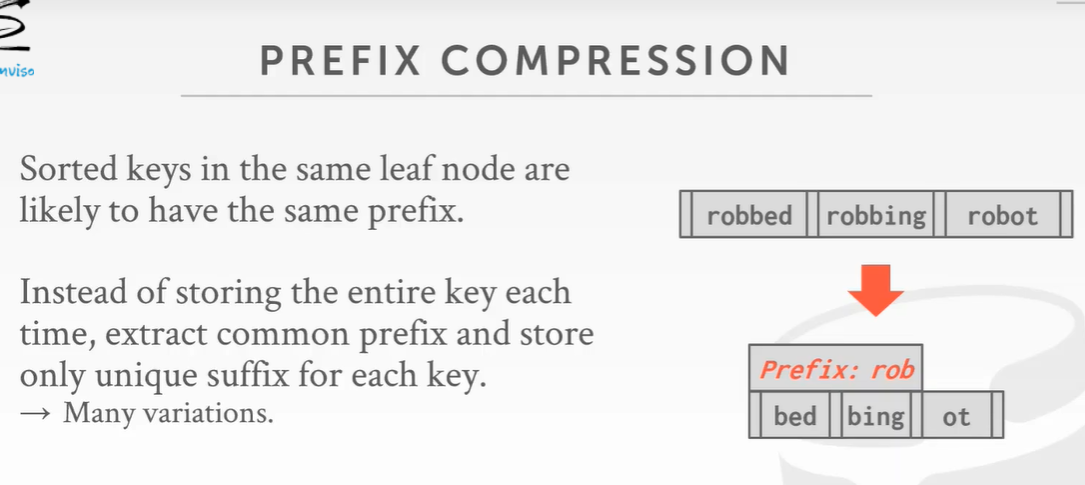 PREFIX COMPRESSION
Sorted keys in the same leaf node are
likely to have the same prefix.
Instead of storing the entire key each
time, extract common prefix and store
only unique suffix for each key.
→ Many variations.
robbed robbing robot
Prefix: rob
bed bing ot